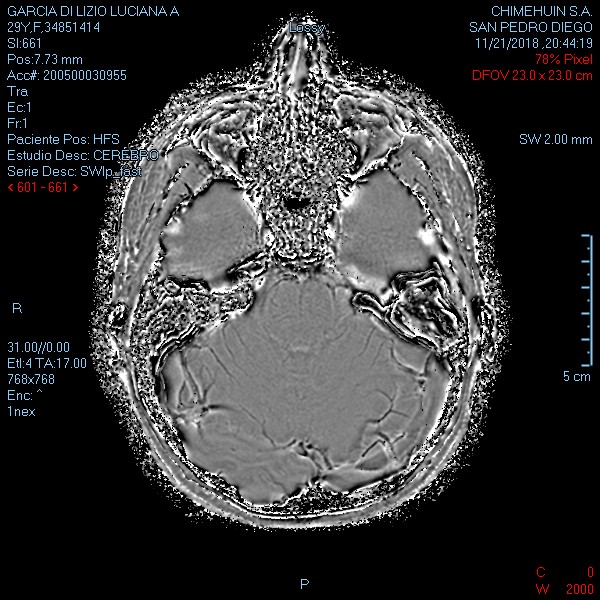 GARCIA DI LIZIO LUCIANA A
29Y,F,34851414
Sl:661
Pos:7.73 mm
Acc#: 200500030955
Tra
Ec:1
Fr:1
Paciente Pos: HFS
Estudio Desc: CEREBRO
Serie Desc: SWIp_fast
< 601 - 661 >
Lossy
CHIMEHUIN S.A.
SAN PEDRO DIEGO
11/21/2018 ,20:44:19
78% Pixel
DFOV 23.0 x 23.0 cm
SW 2.00 mm
R
31.00//0.00
Etl:4 TA:17.00
768x768
Enc: ^
1nex
5 cm
P
C 0
W 2000